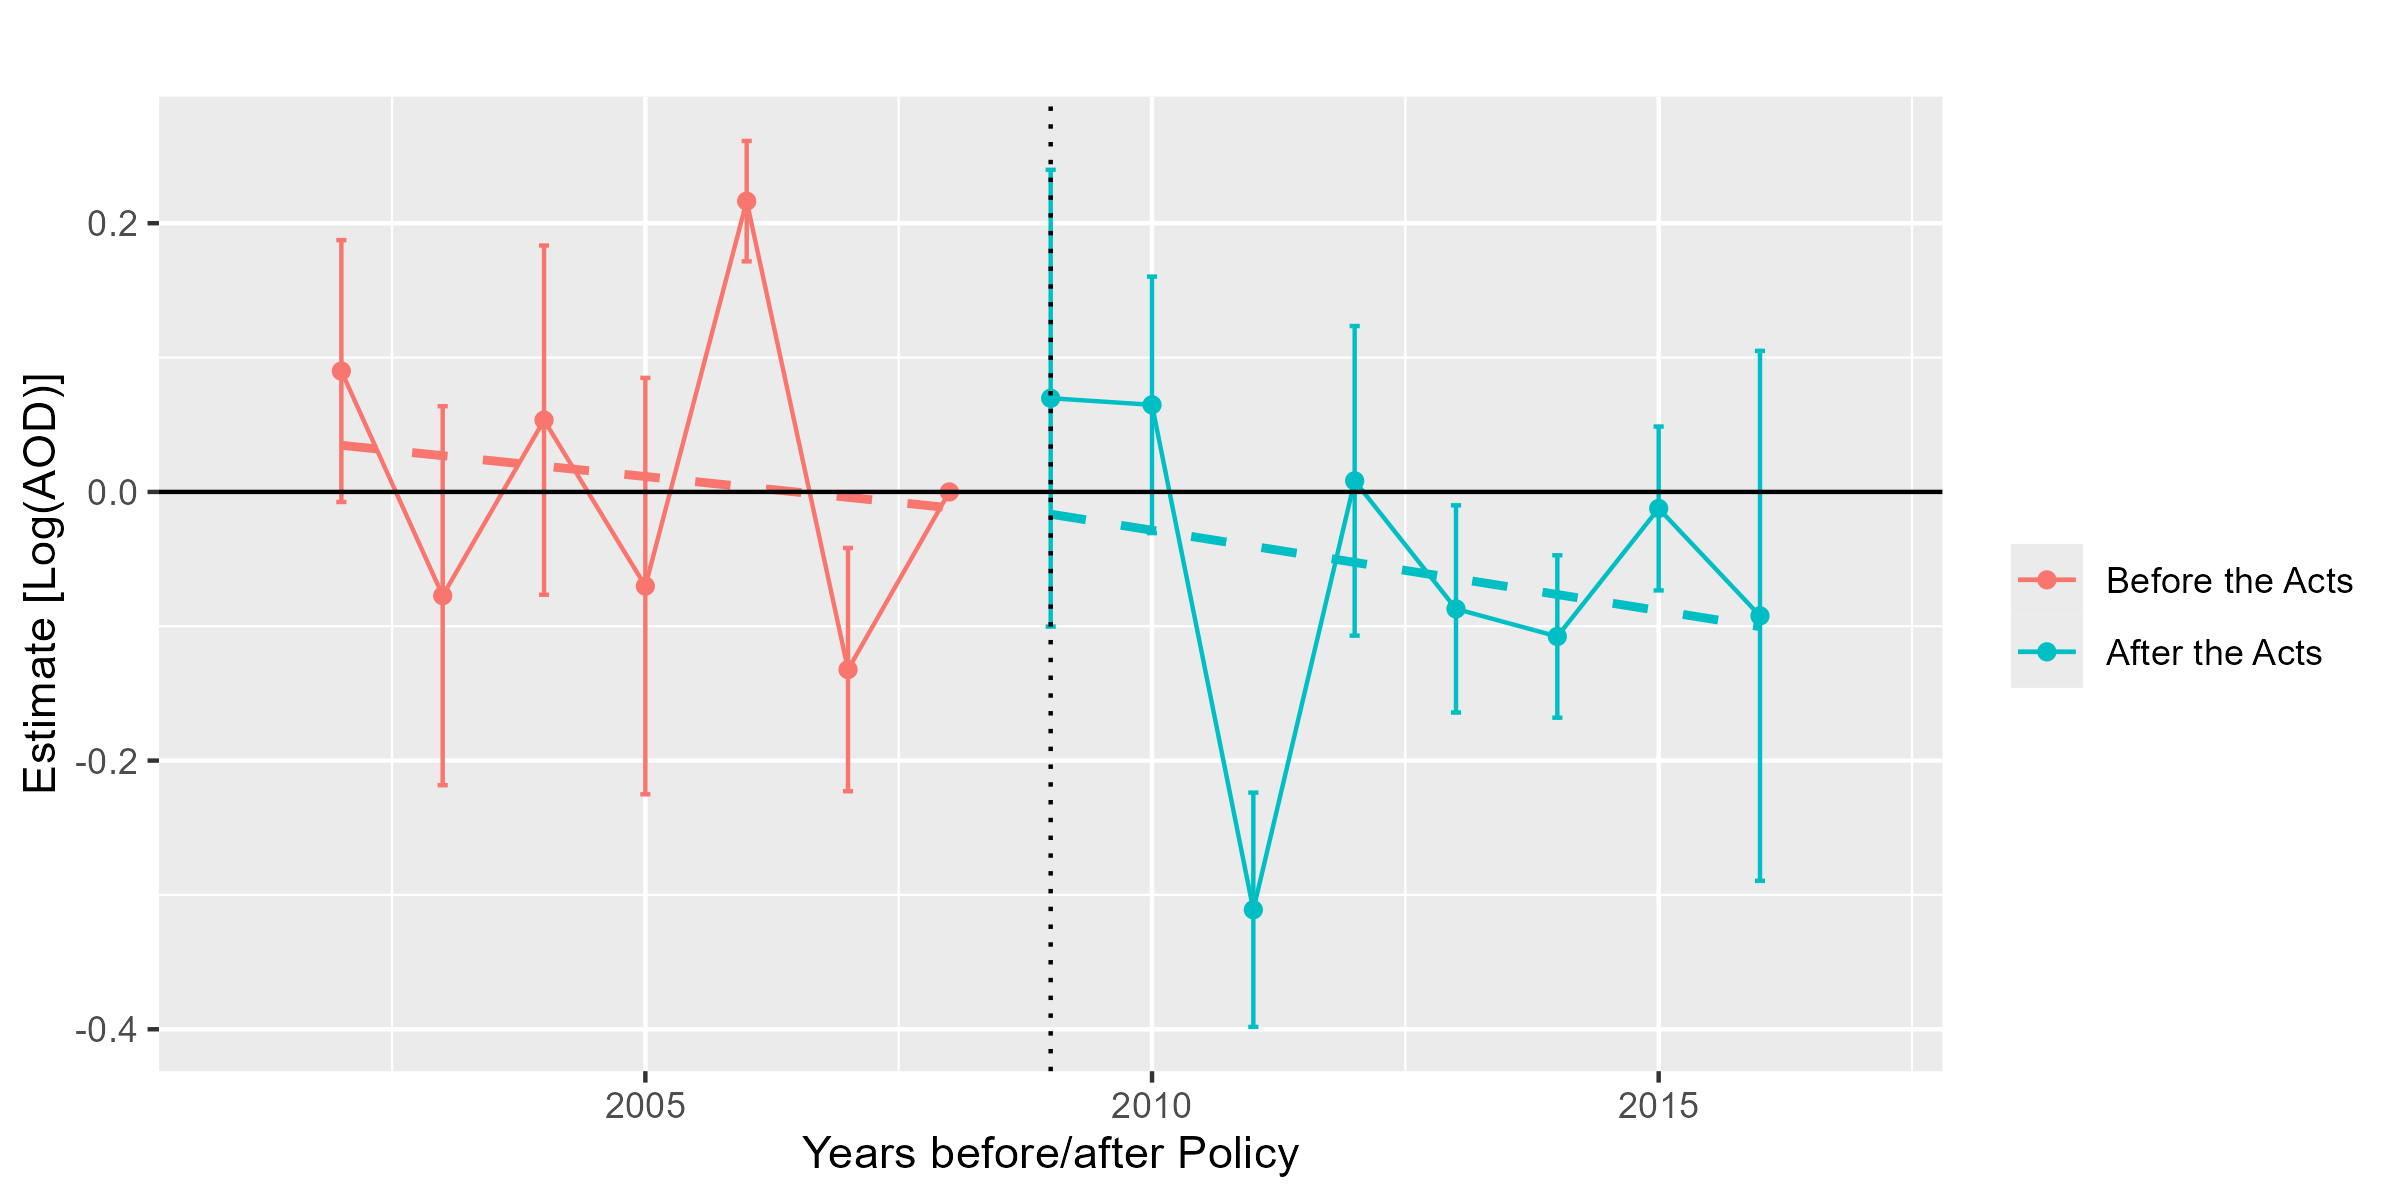 Estimate [Log(AOD)]
0.2
0.0
-0.2
-0.4
2005
2010
2015
Years before/after Policy
Before the Acts
After the Acts